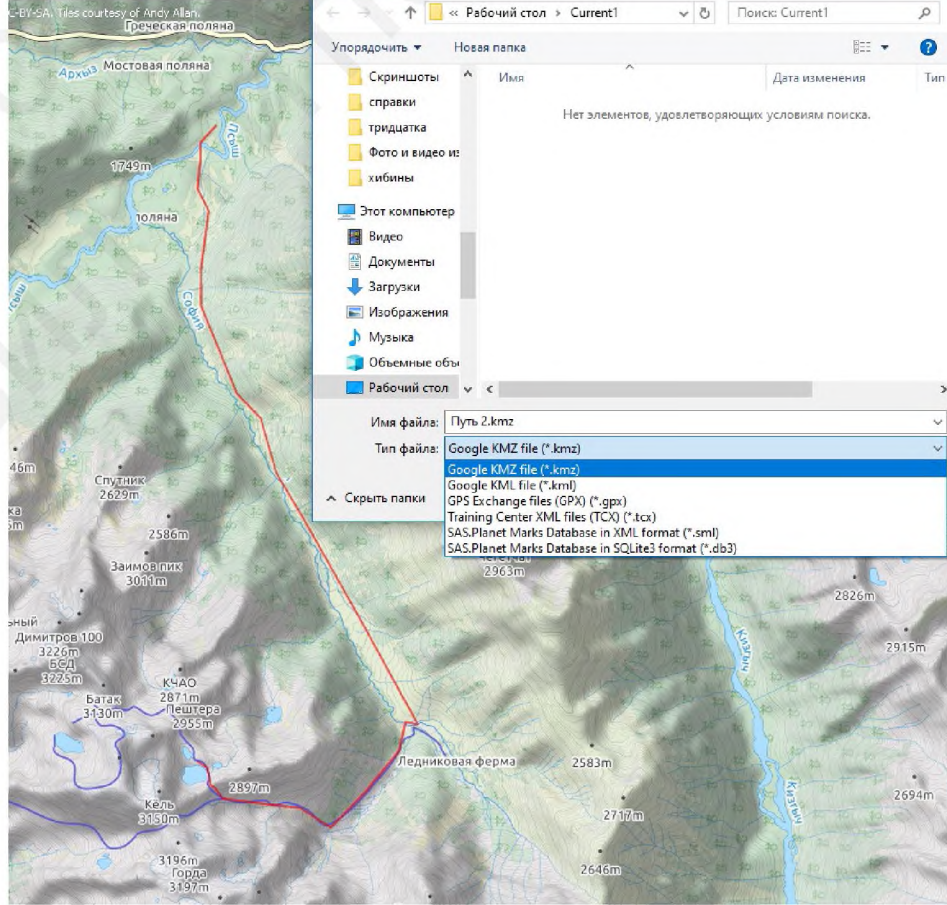 C-BY-SA. Tiles courtesy of Andy Allan.
Греческая поляна
Архыз
Мостовая поляна
Псыш
1749m
поляна
София
Спутник
2629m
2586m
Заимов пик
3011m
Димитров 100
3226m
БСД
3225m
КЧАО
2871m
Пештера
2955m
Батак
3130m
2897m
Кель
3150m
3196m
Горда
3197m
Ледниковая ферма
2583m
2717m
2646m
2963m
2826m
2915m
2694m
Кизгыч
Кизгыч
« Рабочий стол › Current1
Поиск: Current1
Упорядочить
Новая папка
Скриншоты
справки
тридцатка
Фото и видео из
хибины
Этот компьютер
Видео
Документы
Загрузки
Изображения
Музыка
Объемные объ
Рабочий стол
Имя
Дата изменения
Тип
Нет элементов, удовлетворяющих условиям поиска.
Имя файла: Путь 2.kmz
Тип файла: Google KMZ file (*.kmz)
Google KMZ file (*.kmz)
Google KML file (*.kml)
GPS Exchange files (GPX) (*.gpx)
Training Center XML files (TCX) (*.tcx)
SAS.Planet Marks Database in XML format (*.sml)
SAS.Planet Marks Database in SQLite3 format (*.db3)
Скрыть папки